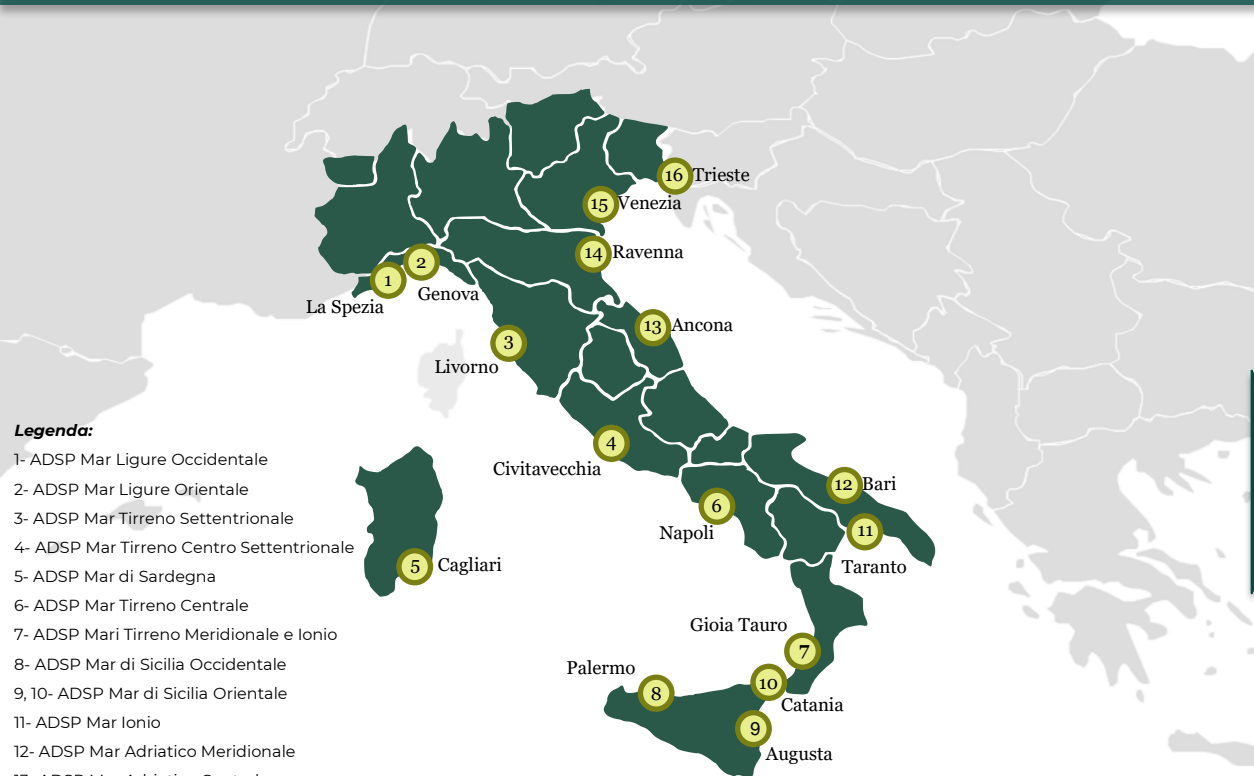 16 Trieste
15 Venezia
14 Ravenna
2
1
Genova
La Spezia
13 Ancona
3
Livorno
4
Civitavecchia
12 Bari
6
Napoli
11
Taranto
5 Cagliari
Gioia Tauro
7
Palermo
8
10
Catania
9
Augusta
Legenda:
1- ADSP Mar Ligure Occidentale
2- ADSP Mar Ligure Orientale
3- ADSP Mar Tirreno Settentrionale
4- ADSP Mar Tirreno Centro Settentrionale
5- ADSP Mar di Sardegna
6- ADSP Mar Tirreno Centrale
7- ADSP Mari Tirreno Meridionale e Ionio
8- ADSP Mar di Sicilia Occidentale
9, 10- ADSP Mar di Sicilia Orientale
11- ADSP Mar Ionio
12- ADSP Mar Adriatico Meridionale